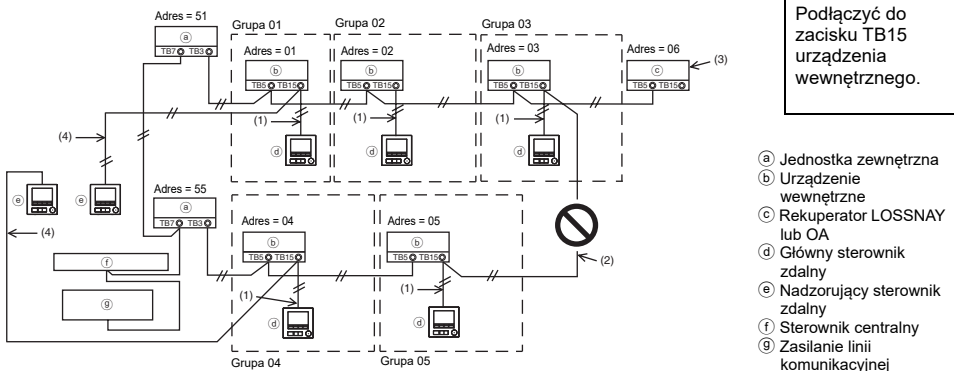 Adres = 51
Grupa 01
Grupa 02
Grupa 03
ⓐ
TB7 TB3
Adres = 01
Adres = 02
Adres = 03
Adres = 06
ⓑ
ⓑ
ⓑ
ⓒ
(3)
TB5 TB15
TB5 TB15
TB5 TB15
TB5 TB15
(1)
(1)
(1)
(4)
ⓓ
ⓓ
ⓓ
ⓔ
ⓔ
Adres = 55
ⓐ
TB7 TB3
(4)
Adres = 04
Adres = 05
ⓑ
ⓑ
TB5 TB15
TB5 TB15
(2)
ⓕ
ⓖ
(1)
(1)
ⓓ
ⓓ
Grupa 04
Grupa 05
Podłączyć do
zacisku TB15
urządzenia
wewnętrznego.
ⓐ Jednostka zewnętrzna
ⓑ Urządzenie
wewnętrzne
ⓒ Rekuperator LOSSNAY
lub OA
ⓓ Główny sterownik
zdalny
ⓔ Nadzorujący sterownik
zdalny
ⓕ Sterownik centralny
ⓖ Zasilanie linii
komunikacyjnej